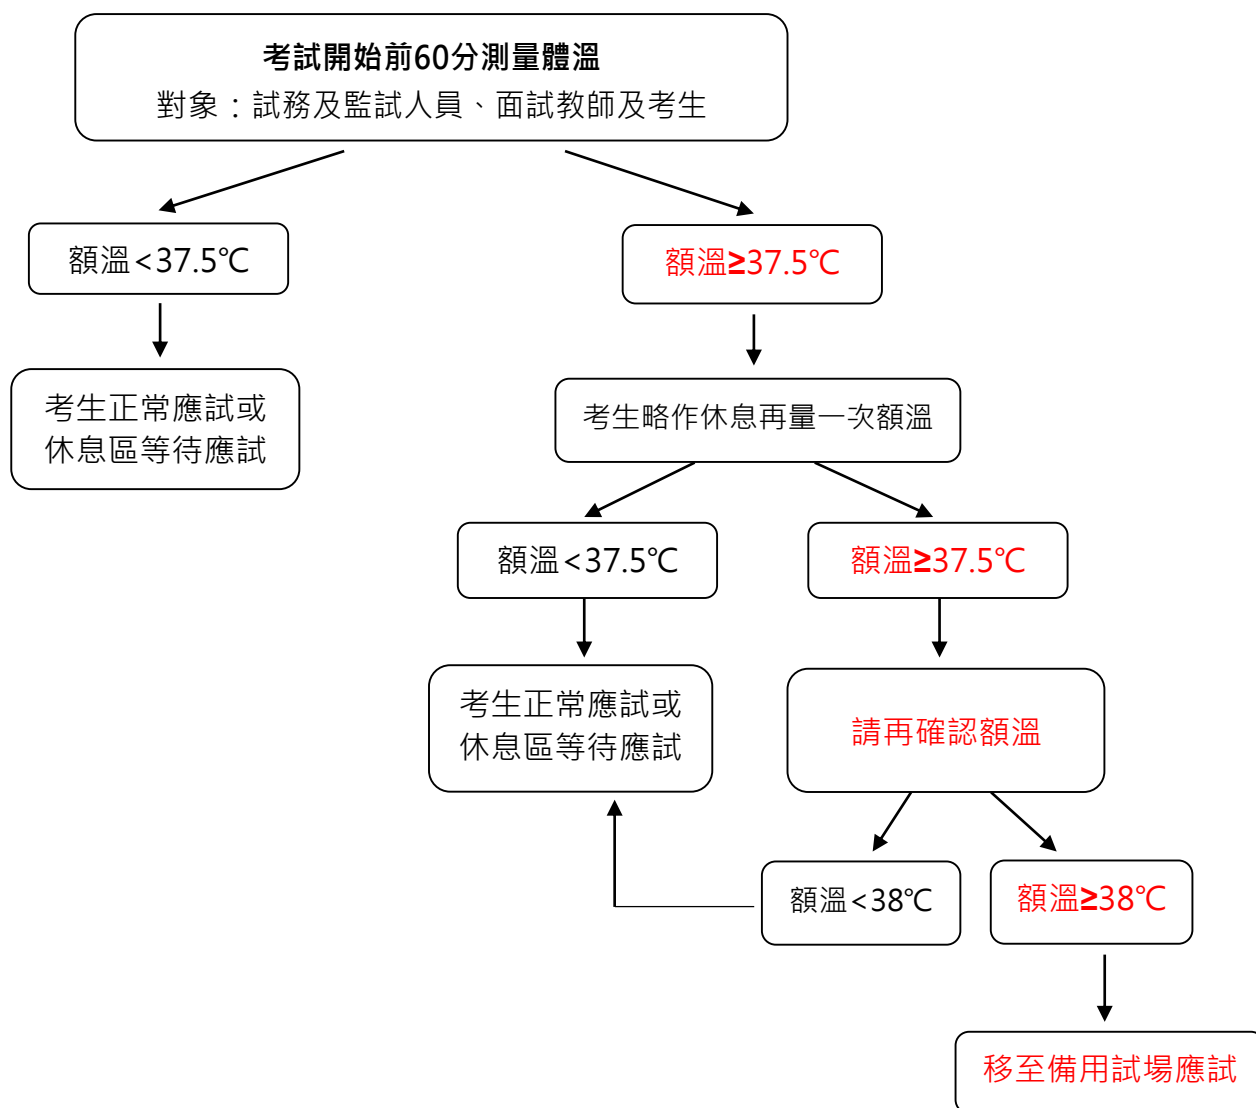 考試開始前60分測量體溫
對象：試務及監試人員、面試教師及考生
額溫<37.5℃
額溫≥37.5℃
考生正常應試或
休息區等待應試
考生略作休息再量一次額溫
額溫<37.5℃
額溫≥37.5℃
考生正常應試或
休息區等待應試
請再確認額溫
額溫<38℃
額溫≥38℃
移至備用試場應試